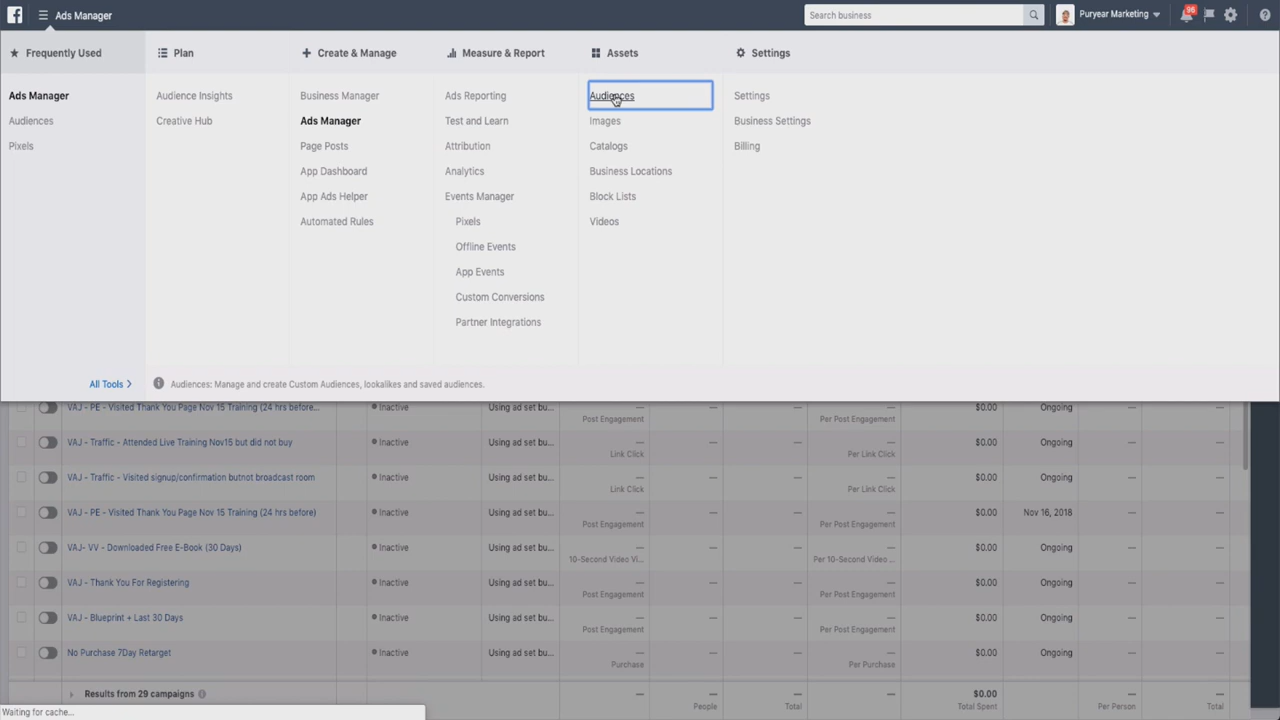 Ads Manager
Search business
Puryear Marketing
96
Frequently Used
Plan
Create & Manage
Measure & Report
Assets
Settings
Ads Manager
Audiences
Pixels
All Tools
Audience Insights
Creative Hub
Business Manager
Ads Manager
Page Posts
App Dashboard
App Ads Helper
Automated Rules
Ads Reporting
Test and Learn
Attribution
Analytics
Events Manager
Pixels
Offline Events
App Events
Custom Conversions
Partner Integrations
Audiences
Images
Catalogs
Business Locations
Block Lists
Videos
Settings
Business Settings
Billing
Audiences: Manage and create Custom Audiences, lookalikes and saved audiences.
VAJ - PE - Visited Thank You Page Nov 15 Training (24 hrs before... Inactive Using ad set bu... — — — — $0.00 Ongoing — —
Post Engagement Per Post Engagement
VAJ - Traffic - Attended Live Training Nov15 but did not buy Inactive Using ad set bu... — — — — $0.00 Ongoing — —
Link Click Per Link Click
VAJ - Traffic - Visited signup/confirmation butnot broadcast room Inactive Using ad set bu... — — — — $0.00 Ongoing — —
Link Click Per Link Click
VAJ - PE - Visited Thank You Page Nov 15 Training (24 hrs before) Inactive Using ad set bu... — — — — $0.00 Nov 16, 2018 — —
Post Engagement Per Post Engagement
VAJ- VV - Downloaded Free E-Book (30 Days) Inactive Using ad set bu... — — — — $0.00 Ongoing — —
10-Second Video Vi... Per 10-Second Video ...
VAJ - Thank You For Registering Inactive Using ad set bu... — — — — $0.00 Ongoing — —
Post Engagement Per Post Engagement
VAJ - Blueprint + Last 30 Days Inactive Using ad set bu... — — — — $0.00 Ongoing — —
Post Engagement Per Post Engagement
No Purchase 7Day Retarget Inactive Using ad set bu... — — — — $0.00 Ongoing — —
Purchase Per Purchase
Results from 29 campaigns — — — — $0.00 — —
People Total Total Spent Per Person Total
Waiting for cache...